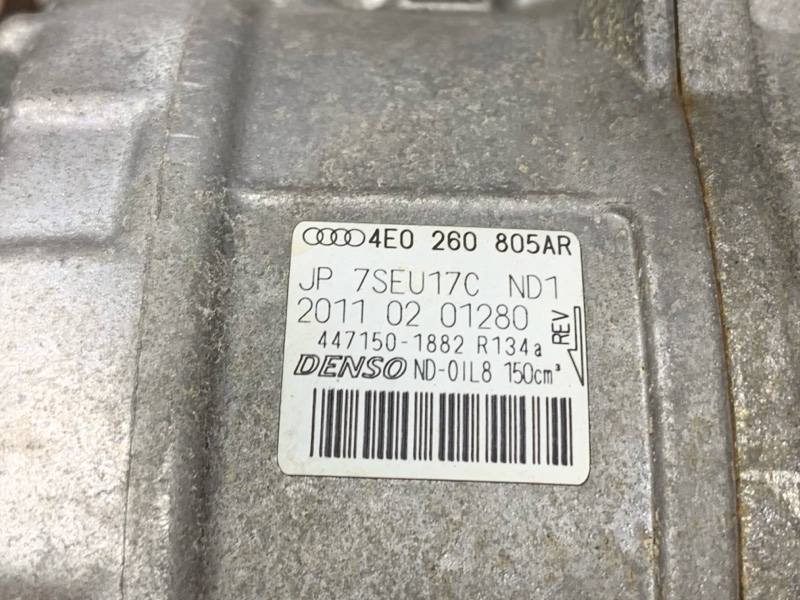 4E0 260 805AR
JP 7SEU17C ND1
2011 02 01280
REV
447150-1882 R134a
DENSO ND-OIL8 150cm³